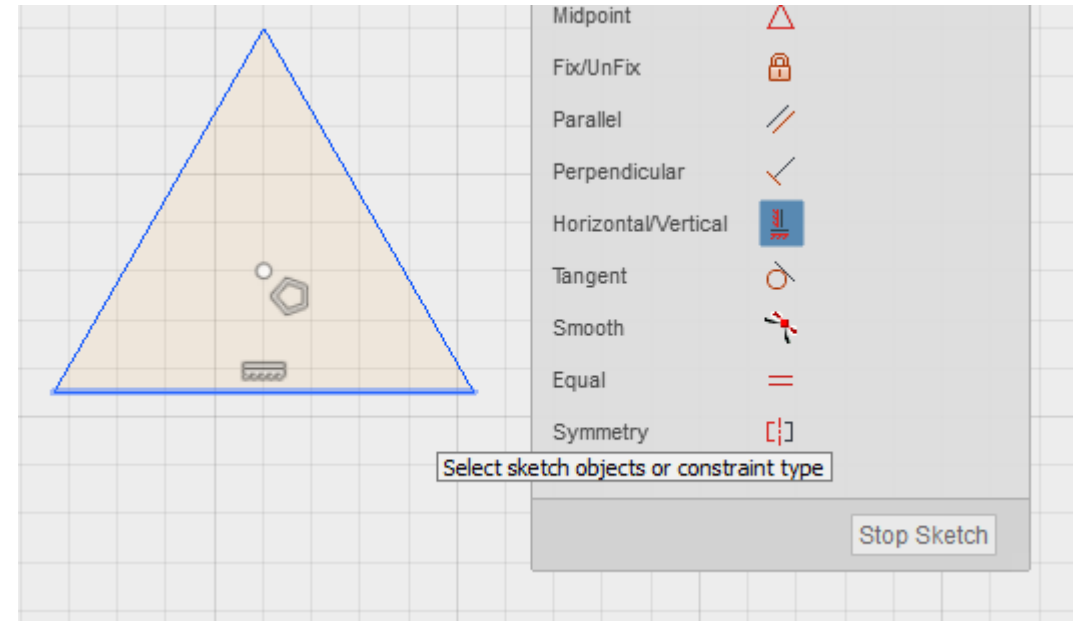 Midpoint
Fix/UnFix
Parallel
Perpendicular
Horizontal/Vertical
Tangent
Smooth
Equal
Symmetry
Select sketch objects or constraint type
Stop Sketch